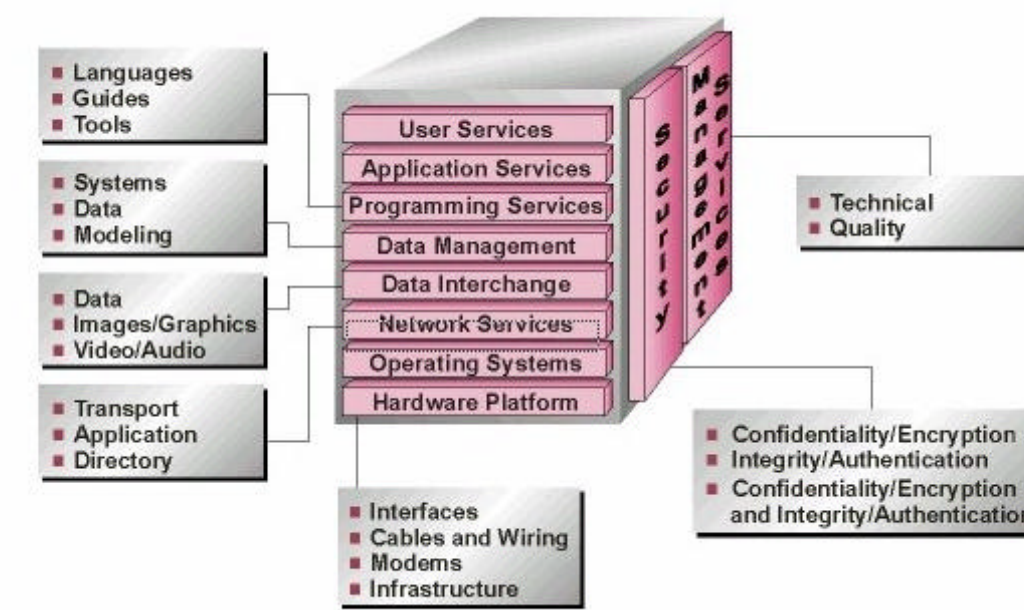 Languages
Guides
Tools
Systems
Data
Modeling
Data
Images/Graphics
Video/Audio
Transport
Application
Directory
User Services
Application Services
Programming Services
Data Management
Data Interchange
Network Services
Operating Systems
Hardware Platform
Security
Management
Services
Technical
Quality
Confidentiality/Encryption
Integrity/Authentication
Confidentiality/Encryption
and Integrity/Authentication
Interfaces
Cables and Wiring
Modems
Infrastructure